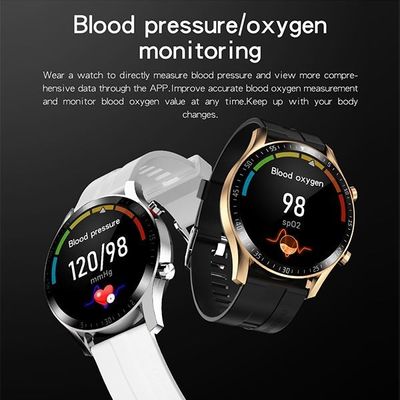 Blood pressure/oxygen
monitoring
Wear a watch to directly measure blood pressure and view more compre-
hensive data through the APP.Improve accurate blood oxygen measurement
and monitor blood oxygen value at any time.Keep up with your body
changes.
Blood oxygen
98
spO2
Blood pressure
120/98
mmHg